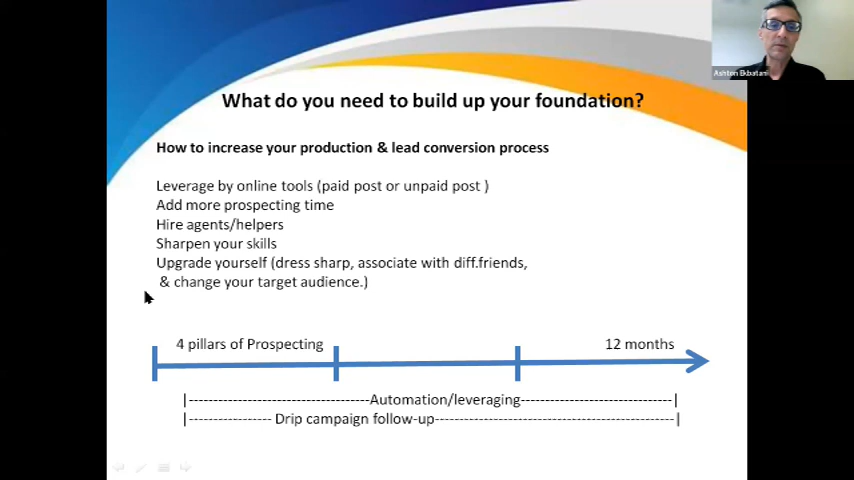 Ashton Ekbatani
What do you need to build up your foundation?
How to increase your production & lead conversion process
Leverage by online tools (paid post or unpaid post )
Add more prospecting time
Hire agents/helpers
Sharpen your skills
Upgrade yourself (dress sharp, associate with diff.friends,
& change your target audience.)
4 pillars of Prospecting
12 months
|-----------------------------------Automation/leveraging-----------------------------|
|---------------- Drip campaign follow-up---------------------------------------------|